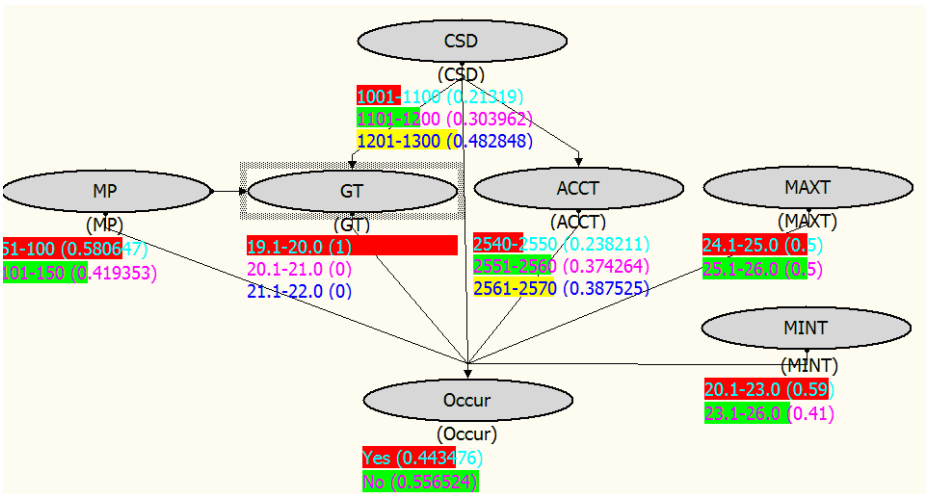 CSD
(CSD)
1001-1100 (0.21319)
1101-1200 (0.303962)
1201-1300 (0.482848)
MP
(MP)
51-100 (0.580647)
101-150 (0.419353)
GT
(GT)
19.1-20.0 (1)
20.1-21.0 (0)
21.1-22.0 (0)
ACCT
(ACCT)
2540-2550 (0.238211)
2551-2560 (0.374264)
2561-2570 (0.387525)
MAXT
(MAXT)
24.1-25.0 (0.5)
25.1-26.0 (0.5)
MINT
(MINT)
20.1-23.0 (0.59)
23.1-26.0 (0.41)
Occur
(Occur)
Yes (0.443476)
No (0.556524)